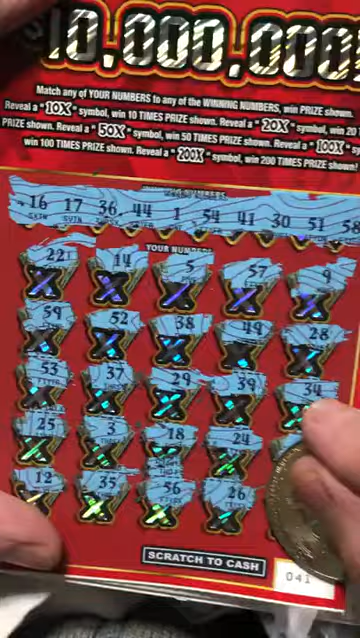 $10,000,000
Match any of YOUR NUMBERS to any of the WINNING NUMBERS, win PRIZE shown.
Reveal a "10X" symbol, win 10 TIMES PRIZE shown. Reveal a "20X" symbol, win 20
PRIZE shown. Reveal a "50X" symbol, win 50 TIMES PRIZE shown. Reveal a "100X" sy
win 100 TIMES PRIZE shown. Reveal a "200X" symbol, win 200 TIMES PRIZE shown!
16 17 36 44 1 54 41 30 51 58
YOUR NUMBERS
22 14 5 57 9
59 52 38 49 28
53 37 29 39 34
25 3 18 24
12 35 56 26
SCRATCH TO CASH
041